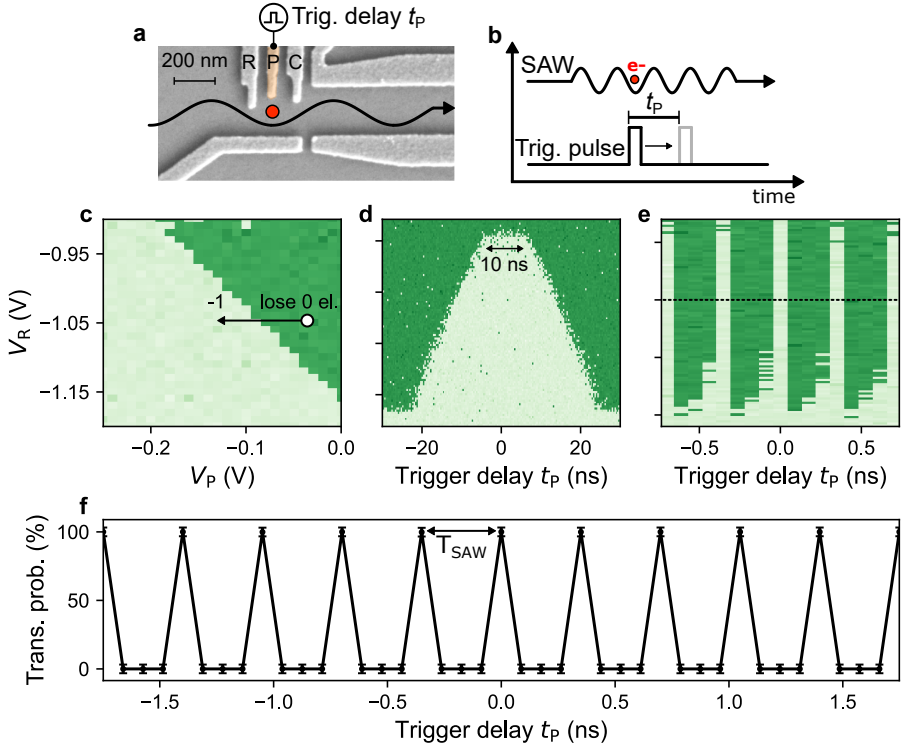 Trig. delay tP
a
200 nm
R P C
b
SAW
e-
tP
Trig. pulse
time
c
−0.95
−1.05
−1.15
VR (V)
-1
lose 0 el.
−0.2 −0.1 0.0
VP (V)
d
10 ns
−20 0 20
Trigger delay tP (ns)
e
−0.5 0.0 0.5
Trigger delay tP (ns)
f
100
50
0
Trans. prob. (%)
TSAW
−1.5 −1.0 −0.5 0.0 0.5 1.0 1.5
Trigger delay tP (ns)